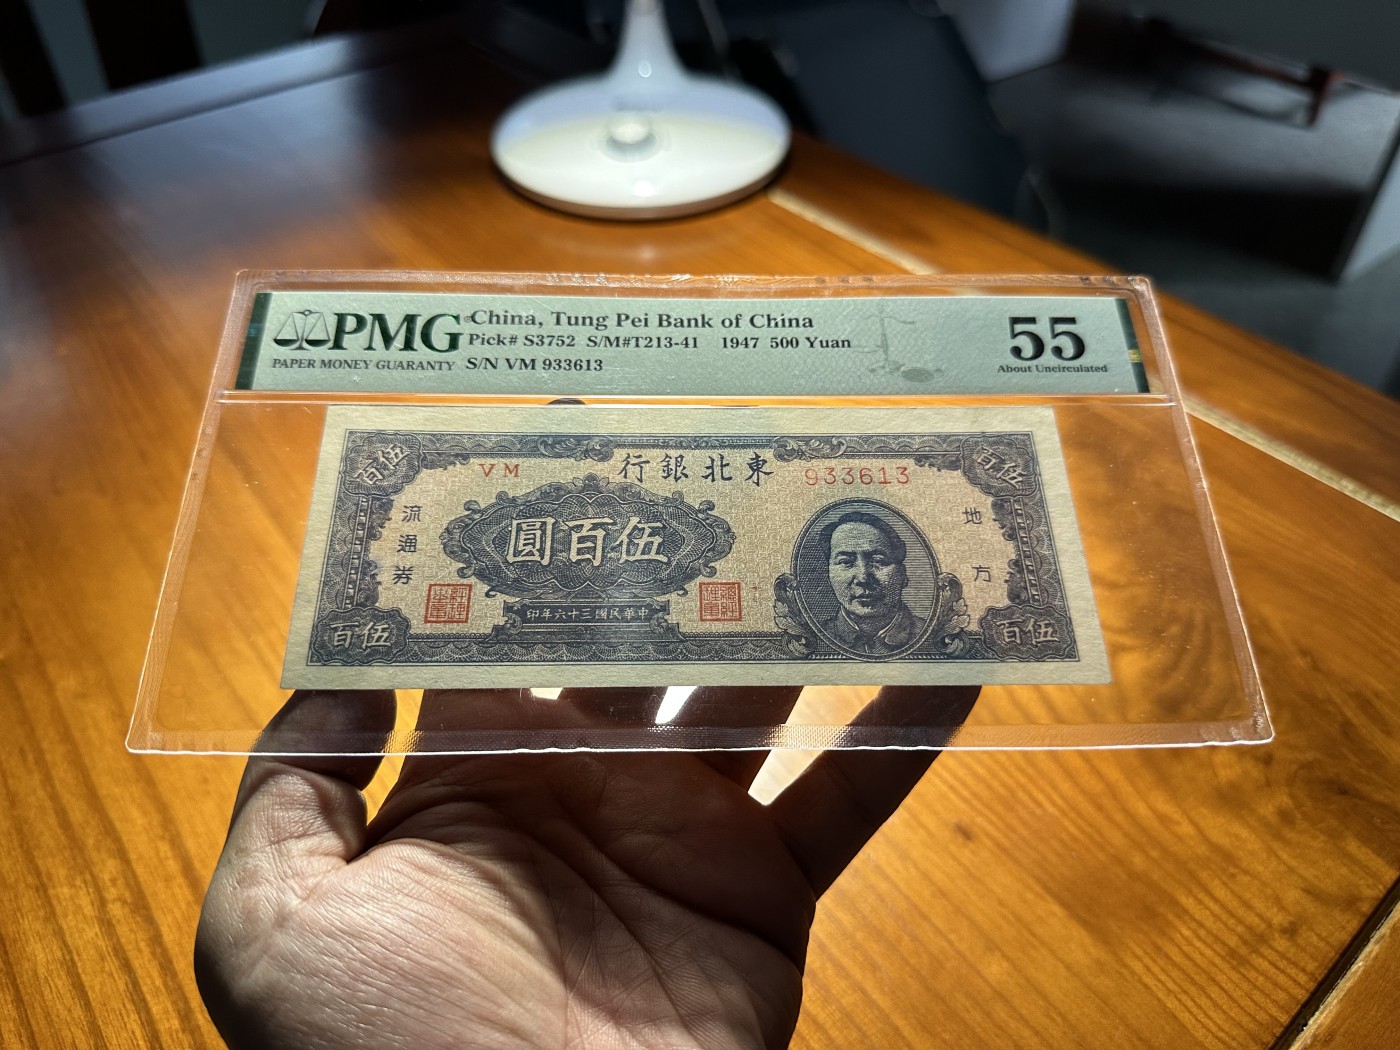 PMG®
PAPER MONEY GUARANTY
China, Tung Pei Bank of China
Pick# S3752 S/M#T213-41 1947 500 Yuan
S/N VM 933613
55
About Uncirculated
百伍
VM
行銀北東
933613
百伍
流通券
圓百伍
地方
印年六十三國民華中
百伍
百伍